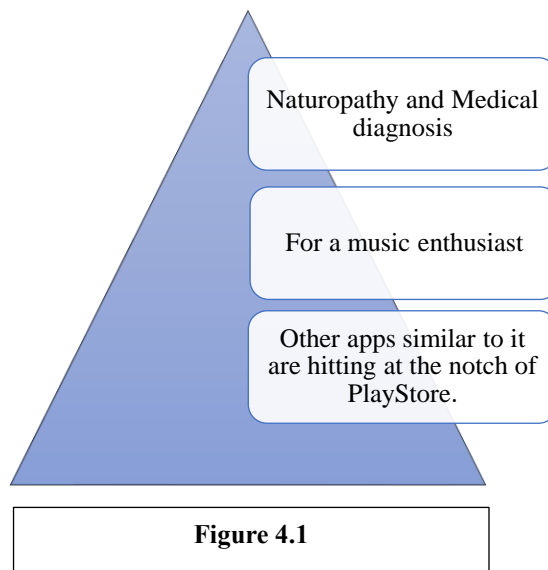 Naturopathy and Medical
diagnosis
For a music enthusiast
Other apps similar to it
are hitting at the notch of
PlayStore.
Figure 4.1